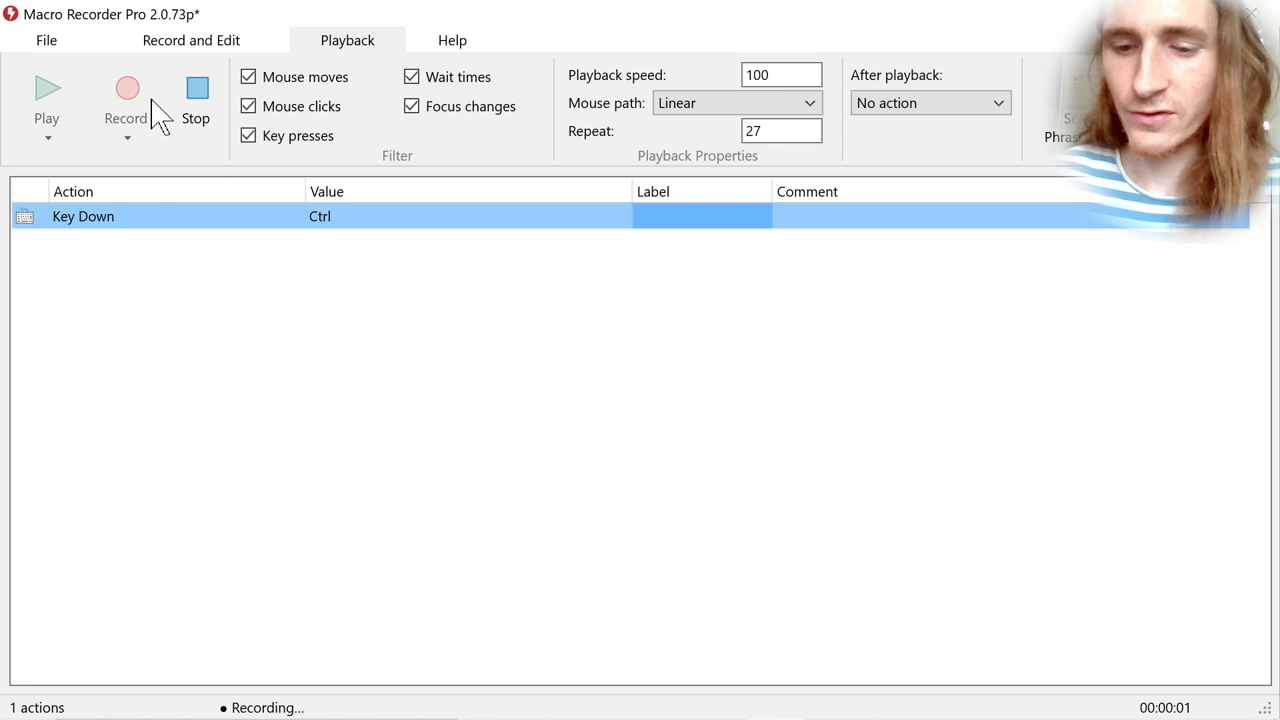 Macro Recorder Pro 2.0.73p*
File Record and Edit Playback Help
Play Record Stop
Mouse moves Wait times
Mouse clicks Focus changes
Key presses
Filter
Playback speed: 100
Mouse path: Linear
Repeat: 27
Playback Properties
After playback:
No action
Action Value Label Comment
Key Down Ctrl
1 actions ● Recording... 00:00:01